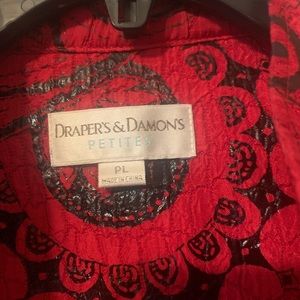 DRAPER'S & DAMON'S
PETITES
PL
MADE IN CHINA